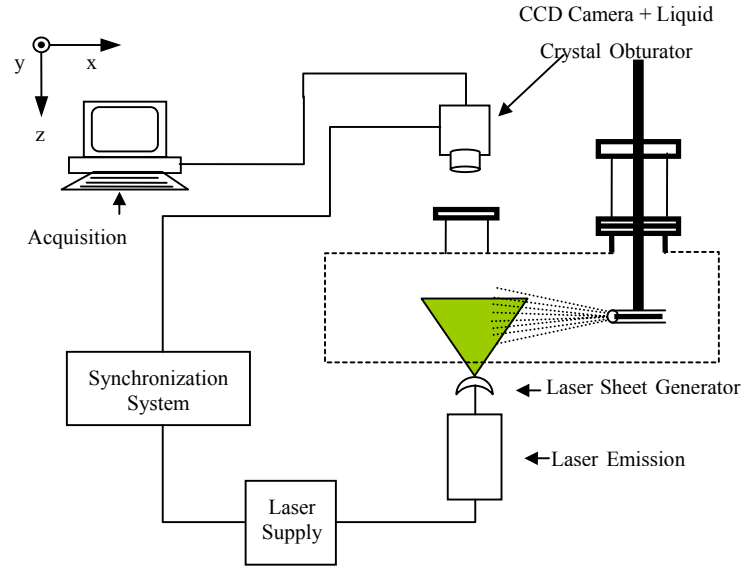 CCD Camera + Liquid
Crystal Obturator
y
x
z
Acquisition
Synchronization
System
Laser Sheet Generator
Laser Emission
Laser
Supply